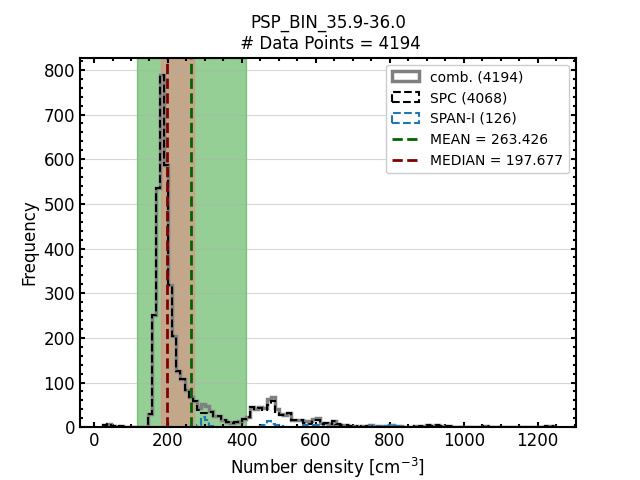 PSP_BIN_35.9-36.0
# Data Points = 4194
comb. (4194)
SPC (4068)
SPAN-I (126)
MEAN = 263.426
MEDIAN = 197.677
Frequency
800
700
600
500
400
300
200
100
0
0 200 400 600 800 1000 1200
Number density [cm⁻³]